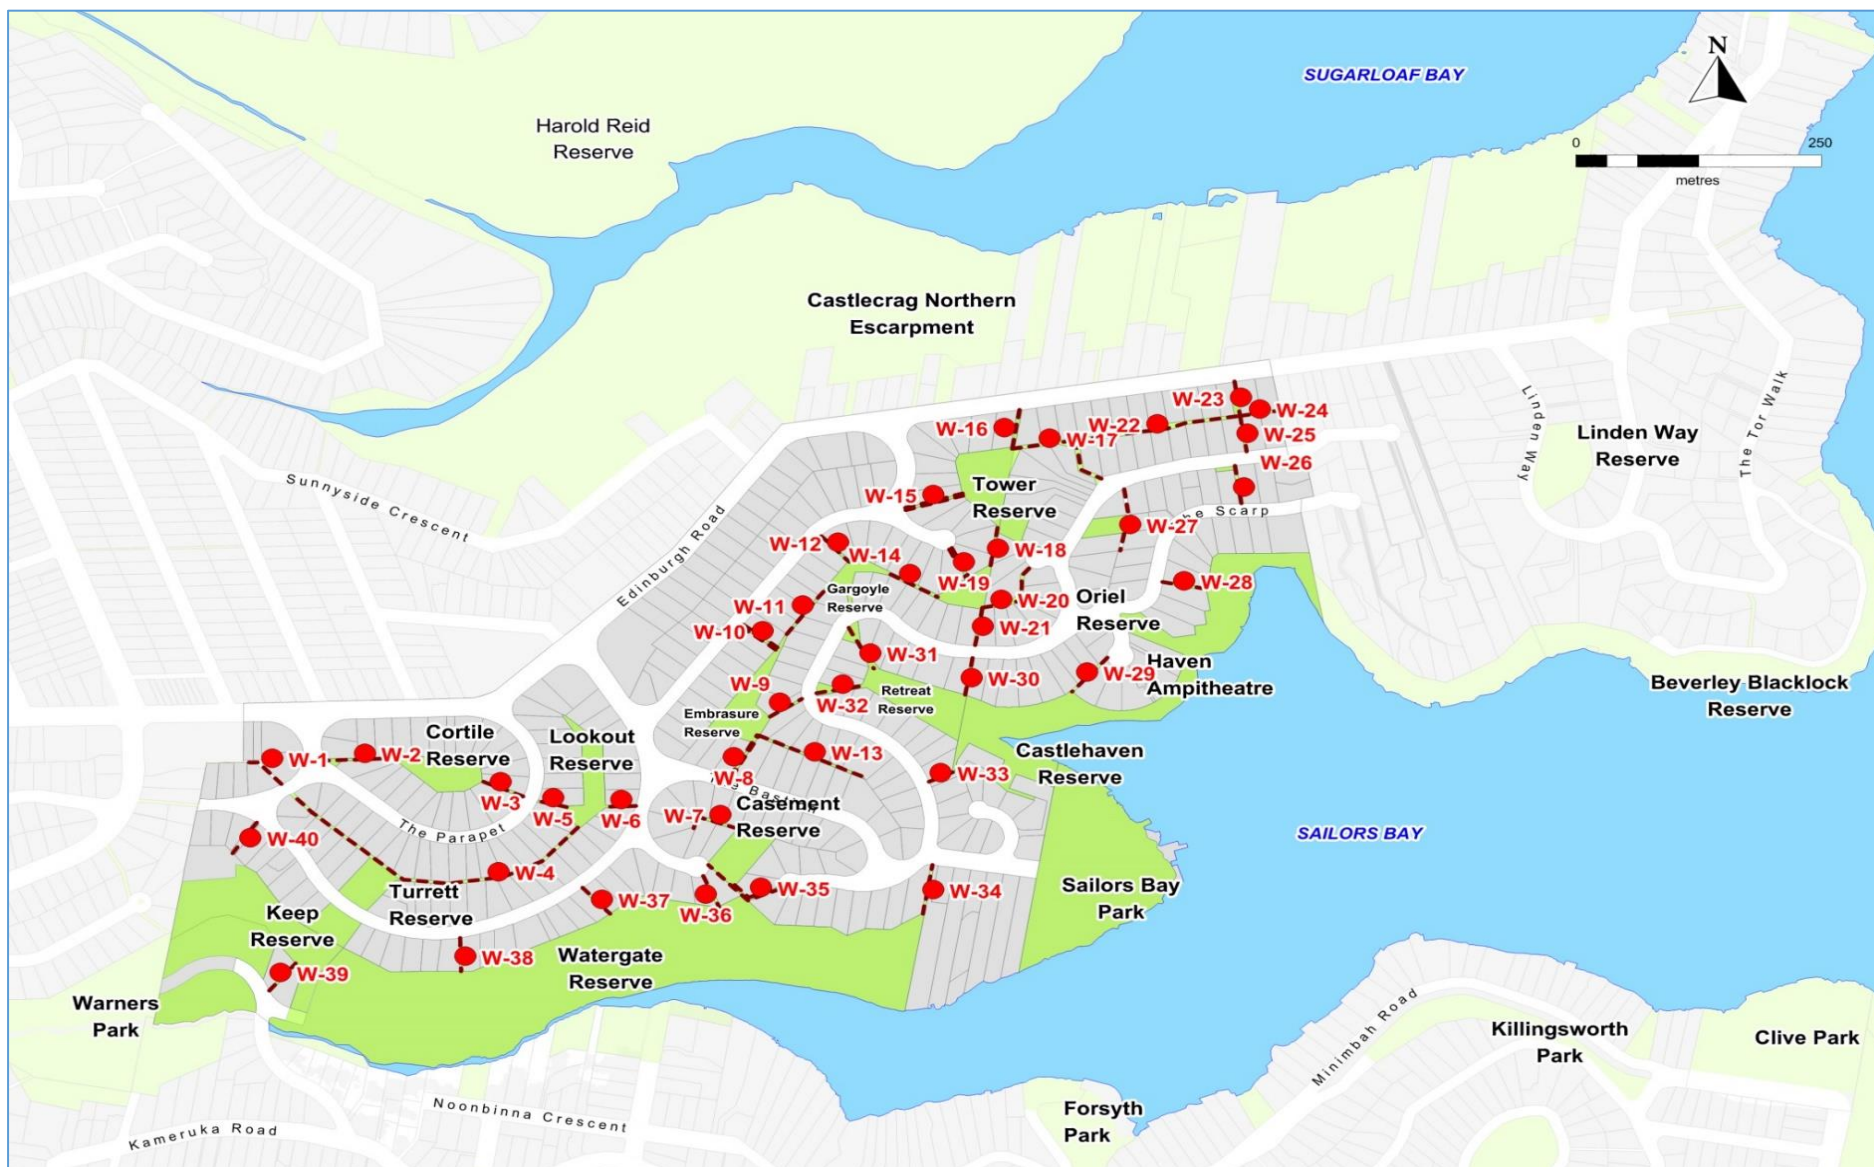 SUGARLOAF BAY
N
0 250
metres
Harold Reid
Reserve
Castlecrag Northern
Escarpment
Sunnyside Crescent
Edinburgh Road
Linden Way
Linden Way
Reserve
The Tor Walk
W-23
W-24
W-22
W-25
W-16
W-17
W-26
W-15
Tower
Reserve
The Scarp
W-27
W-12
W-14
W-18
W-19
W-28
Gargoyle
Reserve
W-11
W-20
Oriel
Reserve
W-10
W-21
W-31
W-30
W-29
Haven
Ampitheatre
W-9
W-32
Retreat
Reserve
Embrasure
Reserve
Beverley Blacklock
Reserve
W-1
W-2
Cortile
Reserve
Lookout
Reserve
W-8
W-13
W-33
Castlehaven
Reserve
W-3
W-5
W-6
W-7
Casement
Reserve
The Parapet
W-40
SAILORS BAY
W-4
Turrett
Reserve
W-37
W-36
W-35
W-34
Sailors Bay
Park
Keep
Reserve
W-38
Watergate
Reserve
W-39
Warners
Park
Minimbah Road
Killingsworth
Park
Clive Park
Forsyth
Park
Noonbinna Crescent
Kameruka Road